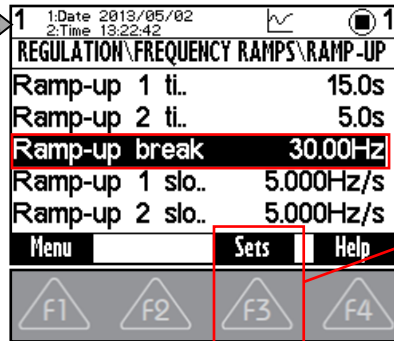 1 1:Date 2013/05/02 1
2:Time 13:22:42
REGULATION\FREQUENCY RAMPS\RAMP-UP
Ramp-up 1 ti.. 15.0s
Ramp-up 2 ti.. 5.0s
Ramp-up break 30.00Hz
Ramp-up 1 slo.. 5.000Hz/s
Ramp-up 2 slo.. 5.000Hz/s
Menu Sets Help
F1 F2 F3 F4